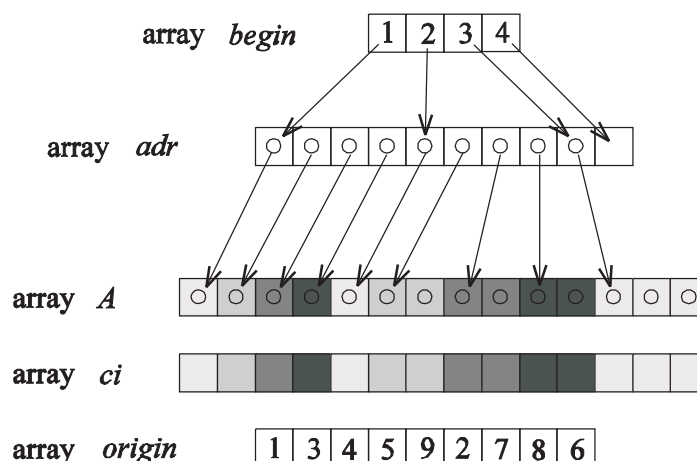 array begin 1 2 3 4
array adr
array A
array ci
array origin 1 3 4 5 9 2 7 8 6